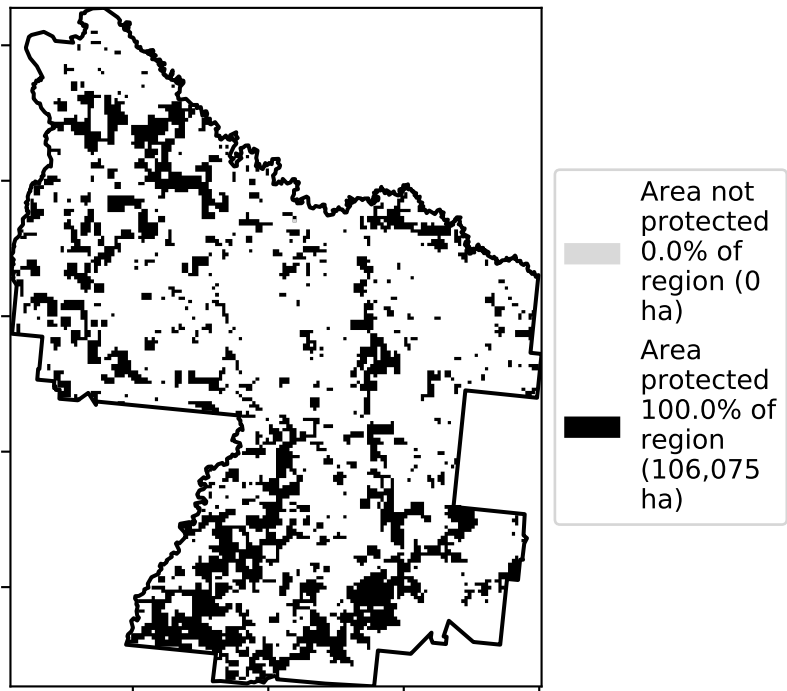 Area not
protected
0.0% of
region (0
ha)
Area
protected
100.0% of
region
(106,075
ha)